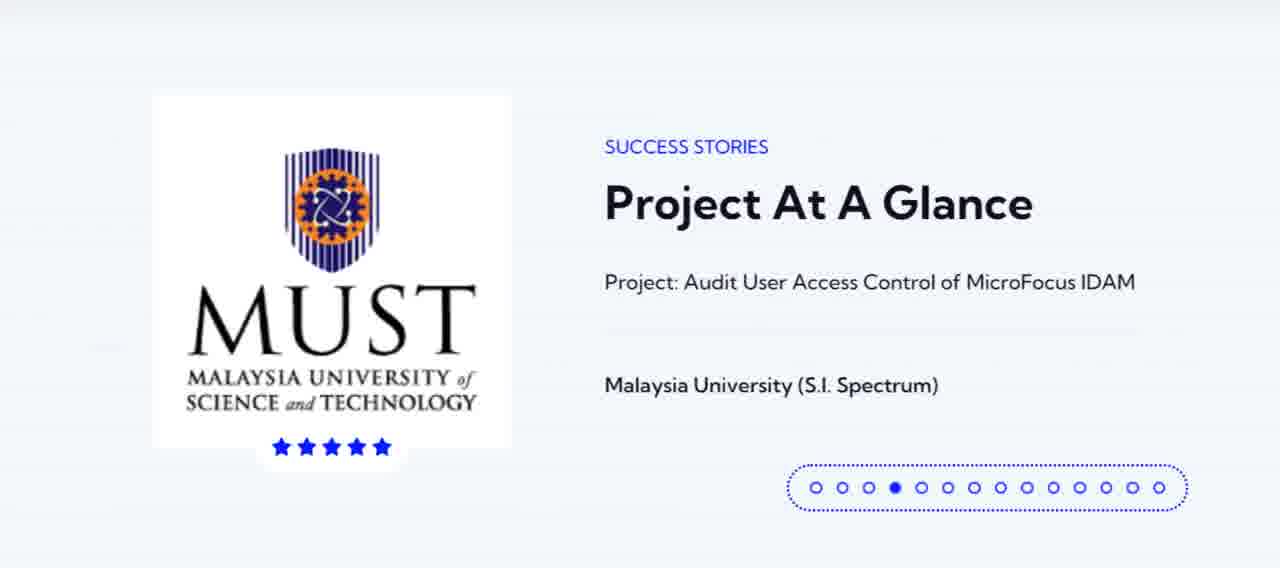 MUST
MALAYSIA UNIVERSITY of
SCIENCE and TECHNOLOGY
SUCCESS STORIES
Project At A Glance
Project: Audit User Access Control of MicroFocus IDAM
Malaysia University (S.I. Spectrum)